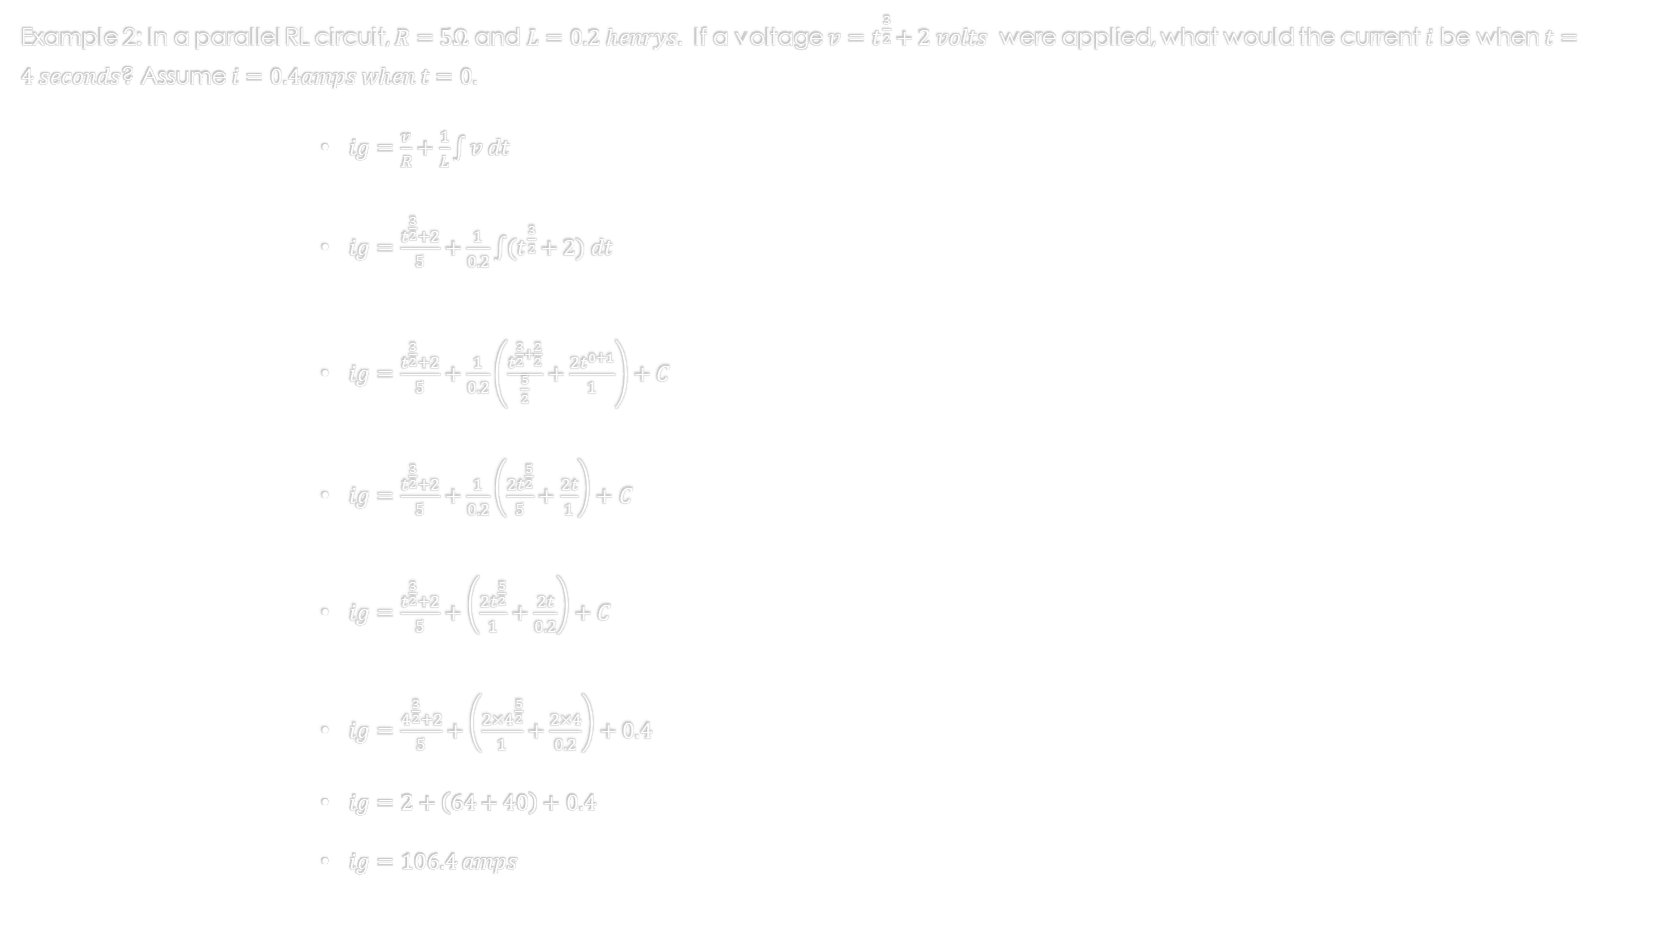 Example 2: In a parallel RL circuit, R = 5Ω and L = 0.2 henrys. If a voltage v = t^(3/2) + 2 volts were applied, what would the current i be when t =
4 seconds? Assume i = 0.4amps when t = 0.
• ig = v/R + 1/L ∫ v dt
• ig = (t^(3/2)+2)/5 + 1/0.2 ∫(t^(3/2) + 2) dt
• ig = (t^(3/2)+2)/5 + 1/0.2 (t^(3/2+2/2)/(5/2) + 2t^(0+1)/1) + C
• ig = (t^(3/2)+2)/5 + 1/0.2 (2t^(5/2)/5 + 2t/1) + C
• ig = (t^(3/2)+2)/5 + (2t^(5/2)/1 + 2t/0.2) + C
• ig = (4^(3/2)+2)/5 + (2×4^(5/2)/1 + 2×4/0.2) + 0.4
• ig = 2 + (64 + 40) + 0.4
• ig = 106.4 amps